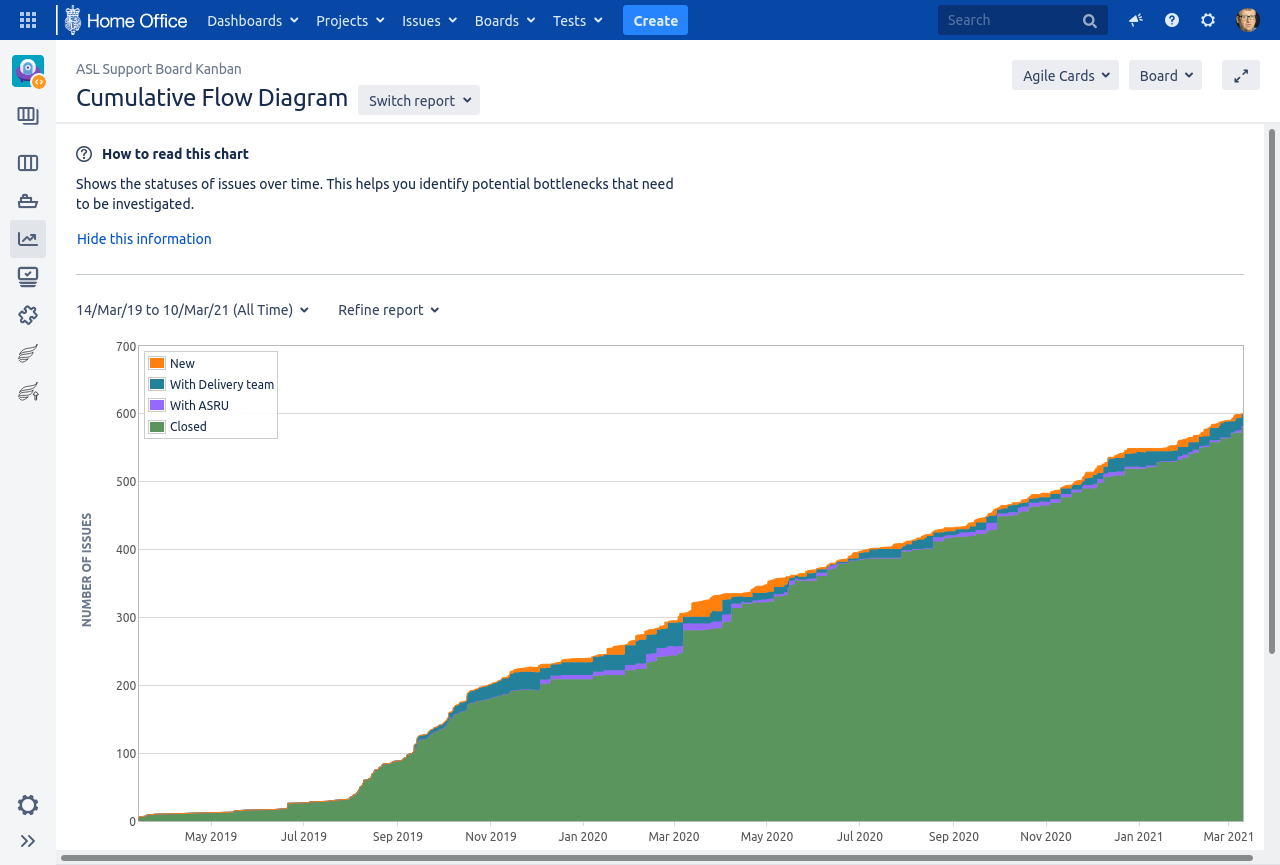 Home Office Dashboards Projects Issues Boards Tests Create Search
ASL Support Board Kanban
Cumulative Flow Diagram Switch report
Agile Cards Board
How to read this chart
Shows the statuses of issues over time. This helps you identify potential bottlenecks that need
to be investigated.
Hide this information
14/Mar/19 to 10/Mar/21 (All Time) Refine report
New
With Delivery team
With ASRU
Closed
NUMBER OF ISSUES
700
600
500
400
300
200
100
0
May 2019 Jul 2019 Sep 2019 Nov 2019 Jan 2020 Mar 2020 May 2020 Jul 2020 Sep 2020 Nov 2020 Jan 2021 Mar 2021